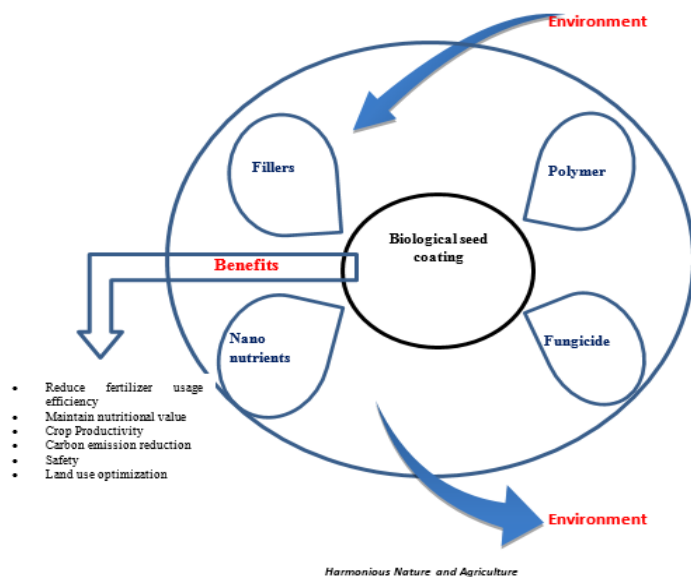 Environment
Fillers
Polymer
Biological seed
coating
Benefits
Nano
nutrients
Fungicide
• Reduce fertilizer usage
efficiency
• Maintain nutritional value
• Crop Productivity
• Carbon emission reduction
• Safety
• Land use optimization
Environment
Harmonious Nature and Agriculture